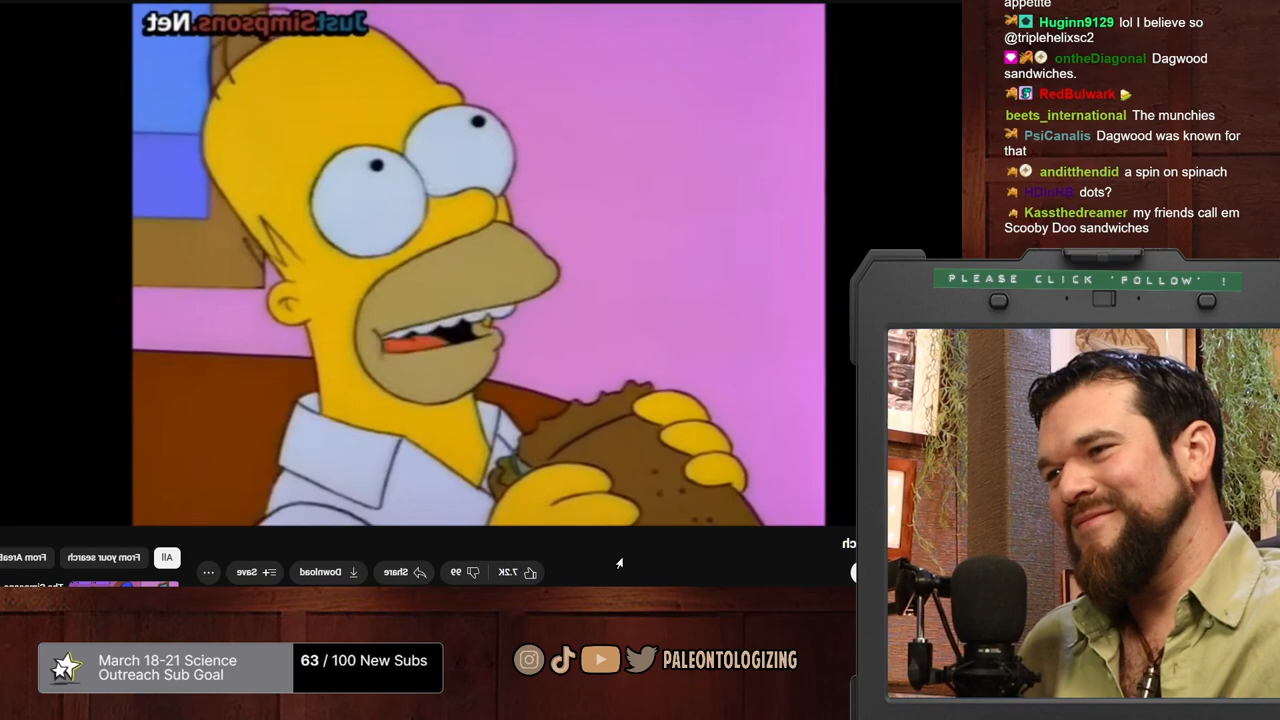 JustSimpsons.Net
appetite
Huginn9129 lol I believe so
@triplehelixsc2
ontheDiagonal Dagwood
sandwiches.
RedBulwark
beets_international The munchies
PsiCanalis Dagwood was known for
that
anditthendid a spin on spinach
HDinHB dots?
Kassthedreamer my friends call em
Scooby Doo sandwiches
PLEASE CLICK 'FOLLOW' !
ch
All
From your search
Save
Download
Share
99
7.2K
March 18-21 Science
Outreach Sub Goal
63 / 100 New Subs
PALEONTOLOGIZING